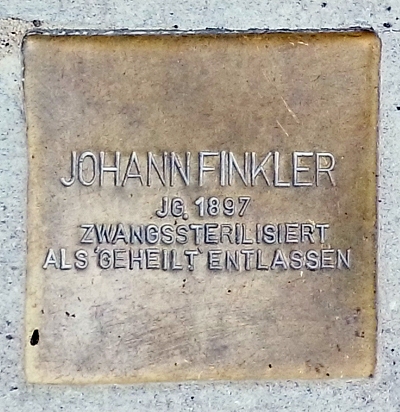 JOHANN FINKLER
JG. 1897
ZWANGSSTERILISIERT
ALS 'GEHEILT' ENTLASSEN